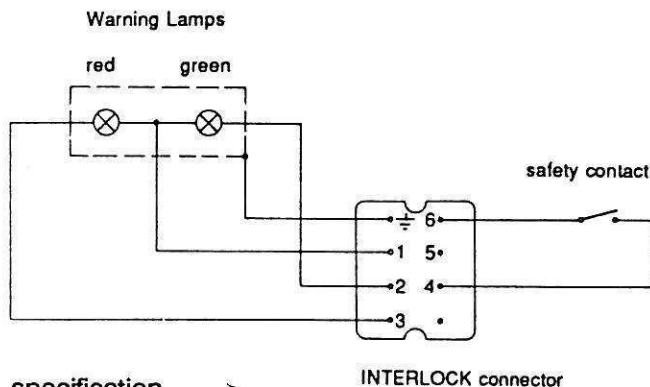 Warning Lamps
red green
safety contact
6
1 5
2 4
3
INTERLOCK connector
specification